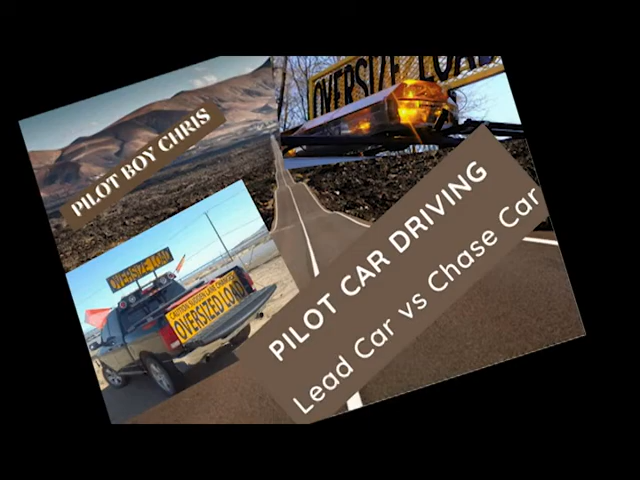 PILOT BOY CHRIS
OVERSIZE LOAD
OVERSIZE LOAD
OVERSIZED LOAD
PILOT CAR DRIVING
Lead Car vs Chase Car